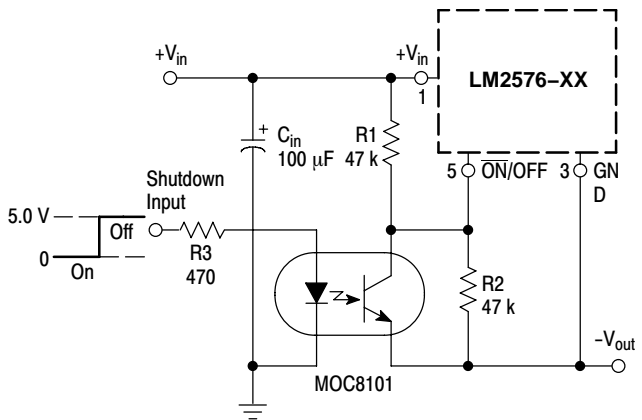 +Vin
+Vin
1
LM2576–XX
Cin
100 µF
+
R1
47 k
5
ON/OFF
3
GN
D
Shutdown
Input
5.0 V
Off
0
On
R3
470
R2
47 k
–Vout
MOC8101